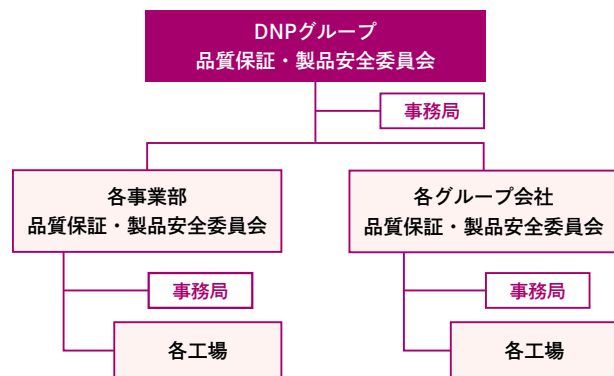 DNPグループ
品質保証・製品安全委員会
事務局
各事業部
品質保証・製品安全委員会
事務局
各工場
各グループ会社
品質保証・製品安全委員会
事務局
各工場